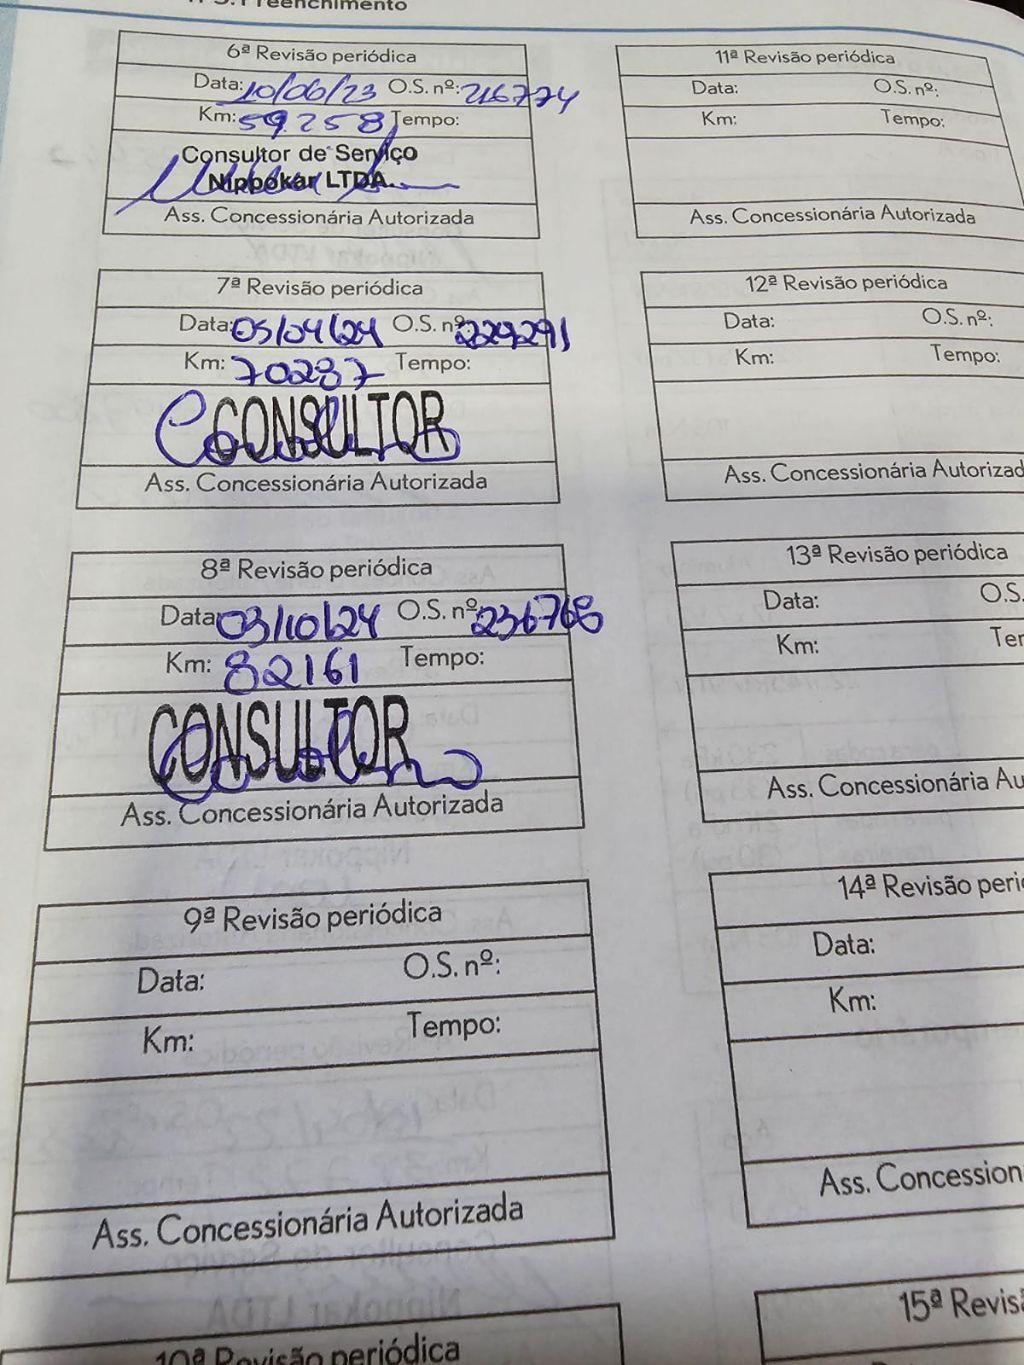 Preenchimento
6ª Revisão periódica
Data: 10/06/23 O.S. nº: 216774
Km: 59.258 Tempo:
Consultor de Serviço
Nippokar LTDA.
Ass. Concessionária Autorizada
7ª Revisão periódica
Data: 05/04/24 O.S. nº
Km: 70237 Tempo:
CONSULTOR
Ass. Concessionária Autorizada
8ª Revisão periódica
Data 03/10/24 O.S. nº 236768
Km: 82161 Tempo:
CONSULTOR
Ass. Concessionária Autorizada
9ª Revisão periódica
Data: O.S. nº:
Km: Tempo:
Ass. Concessionária Autorizada
10ª Revisão periódica
11ª Revisão periódica
Data: O.S. nº:
Km: Tempo:
Ass. Concessionária Autorizada
12ª Revisão periódica
Data: O.S. nº:
Km: Tempo:
Ass. Concessionária Autorizad
13ª Revisão periódica
Data: O.S.
Km: Ter
Ass. Concessionária Au
14ª Revisão peri
Data:
Km:
Ass. Concession
15ª Revis